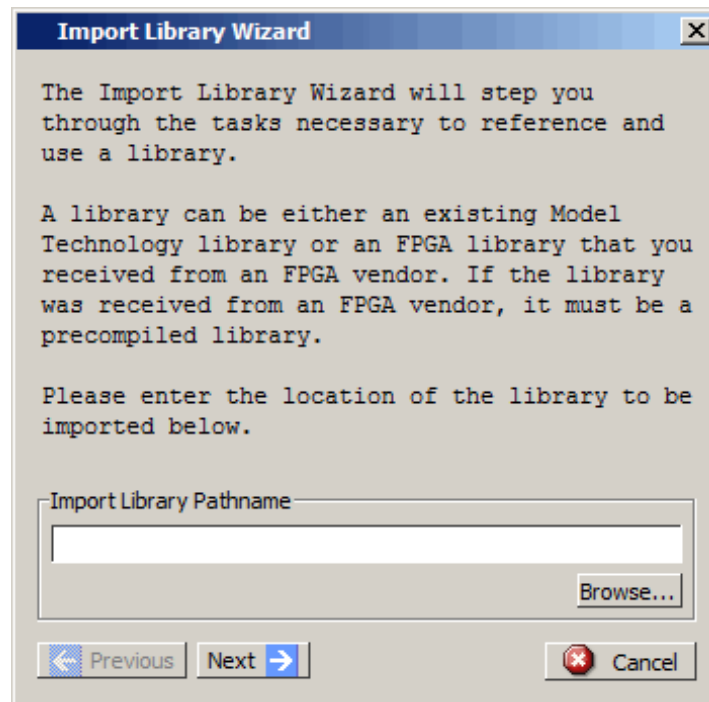 Import Library Wizard
The Import Library Wizard will step you
through the tasks necessary to reference and
use a library.
A library can be either an existing Model
Technology library or an FPGA library that you
received from an FPGA vendor. If the library
was received from an FPGA vendor, it must be a
precompiled library.
Please enter the location of the library to be
imported below.
Import Library Pathname
Browse...
Previous Next Cancel